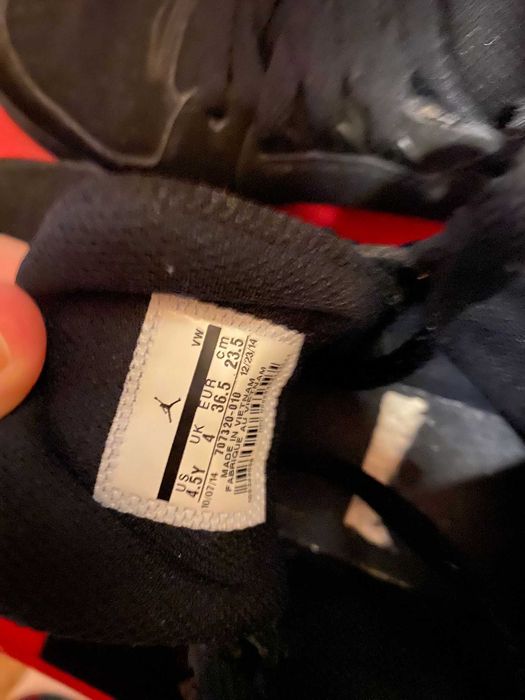 VW
US UK EUR cm
4.5Y 4 36.5 23.5
10/07/14 707320-010 12/23/14
MADE IN VIETNAM
FABRIQUE AU VIETNAM